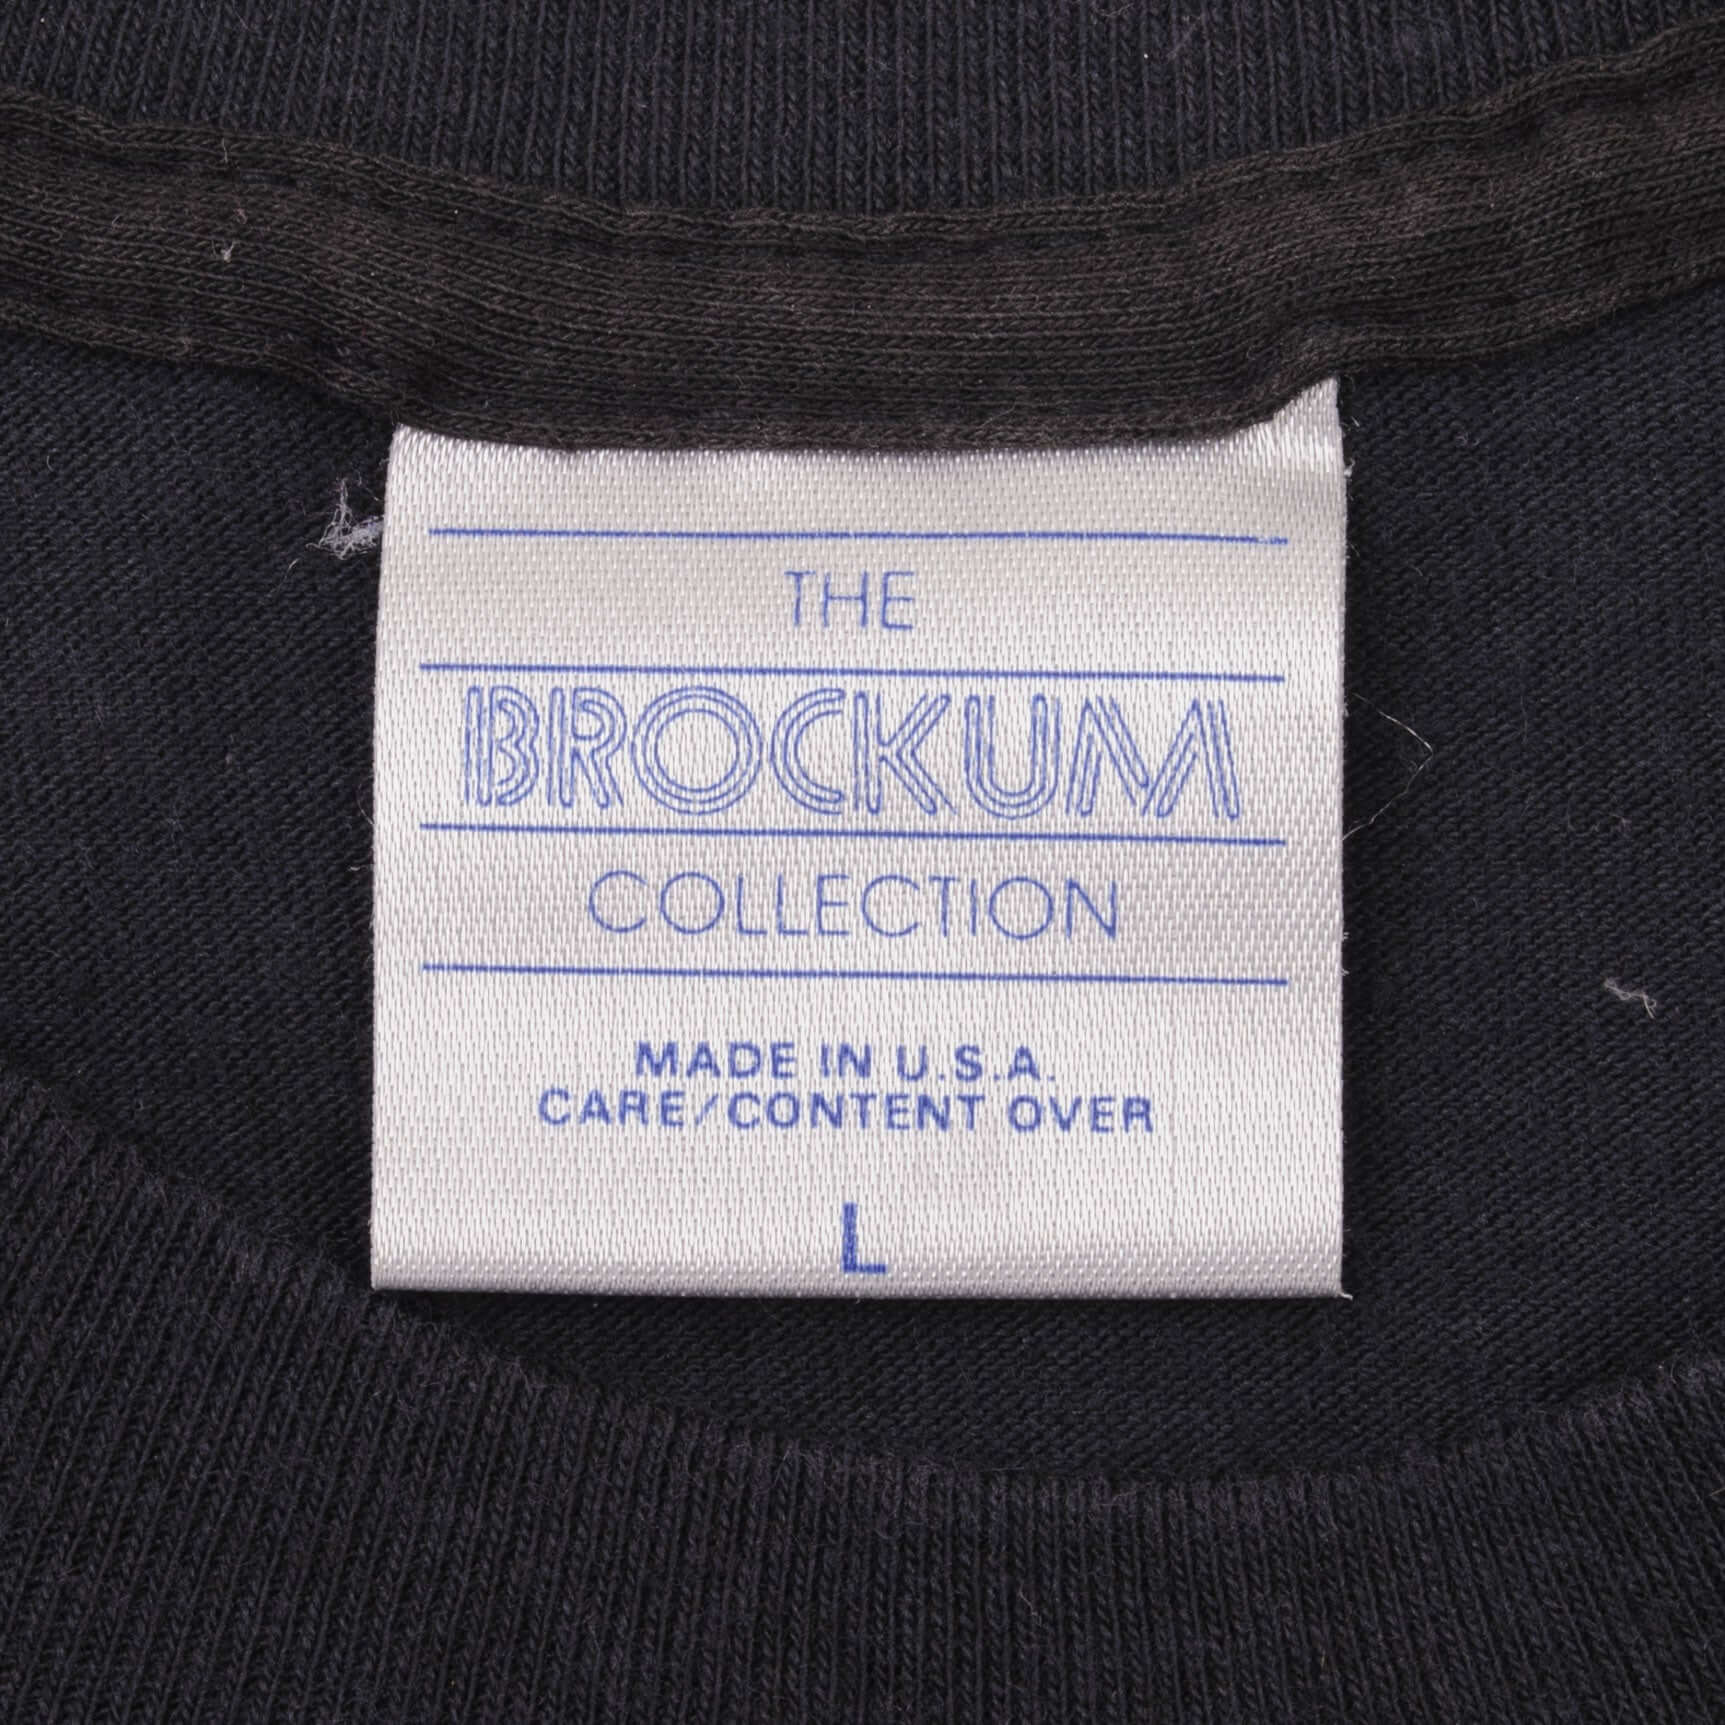 THE
BROCKUM
COLLECTION
MADE IN U.S.A.
CARE/CONTENT OVER
L